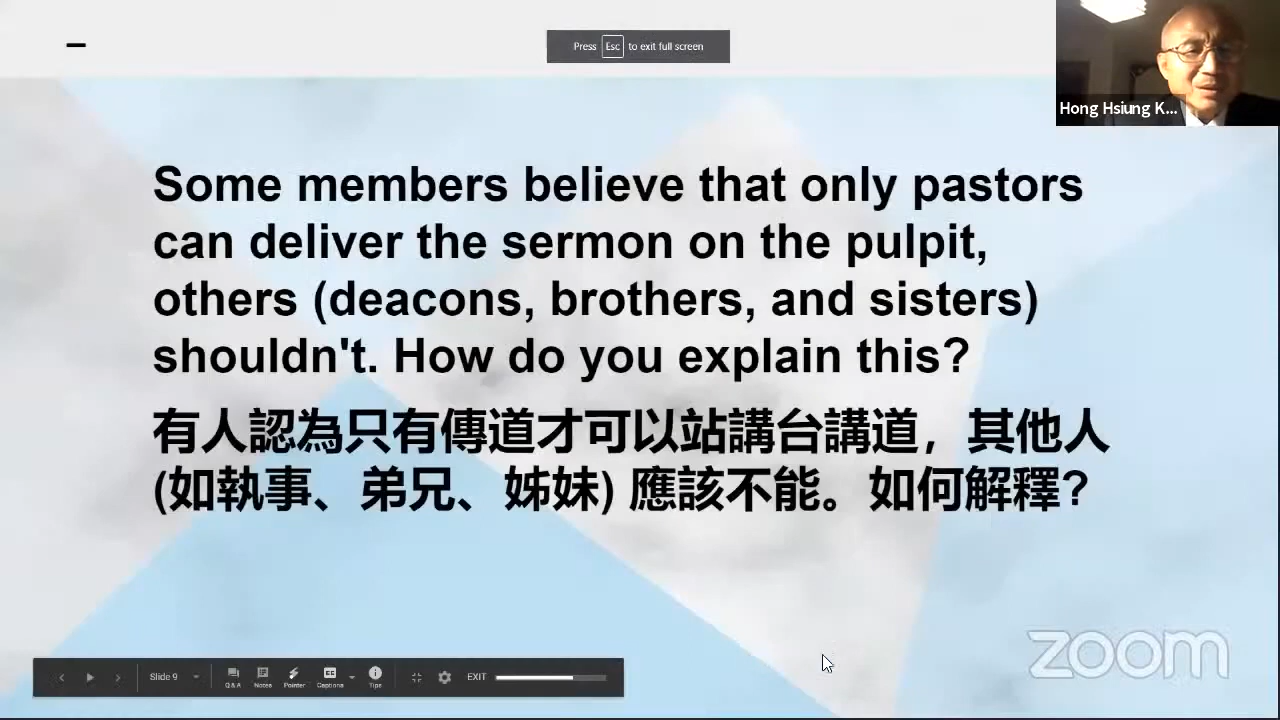 Press Esc to exit full screen
Hong Hsiung K...
Some members believe that only pastors
can deliver the sermon on the pulpit,
others (deacons, brothers, and sisters)
shouldn't. How do you explain this?
有人認為只有傳道才可以站講台講道，其他人
(如執事、弟兄、姊妹) 應該不能。如何解釋?
zoom
Slide 9
Q & A
Notes
Pointer
Captions
Tips
EXIT